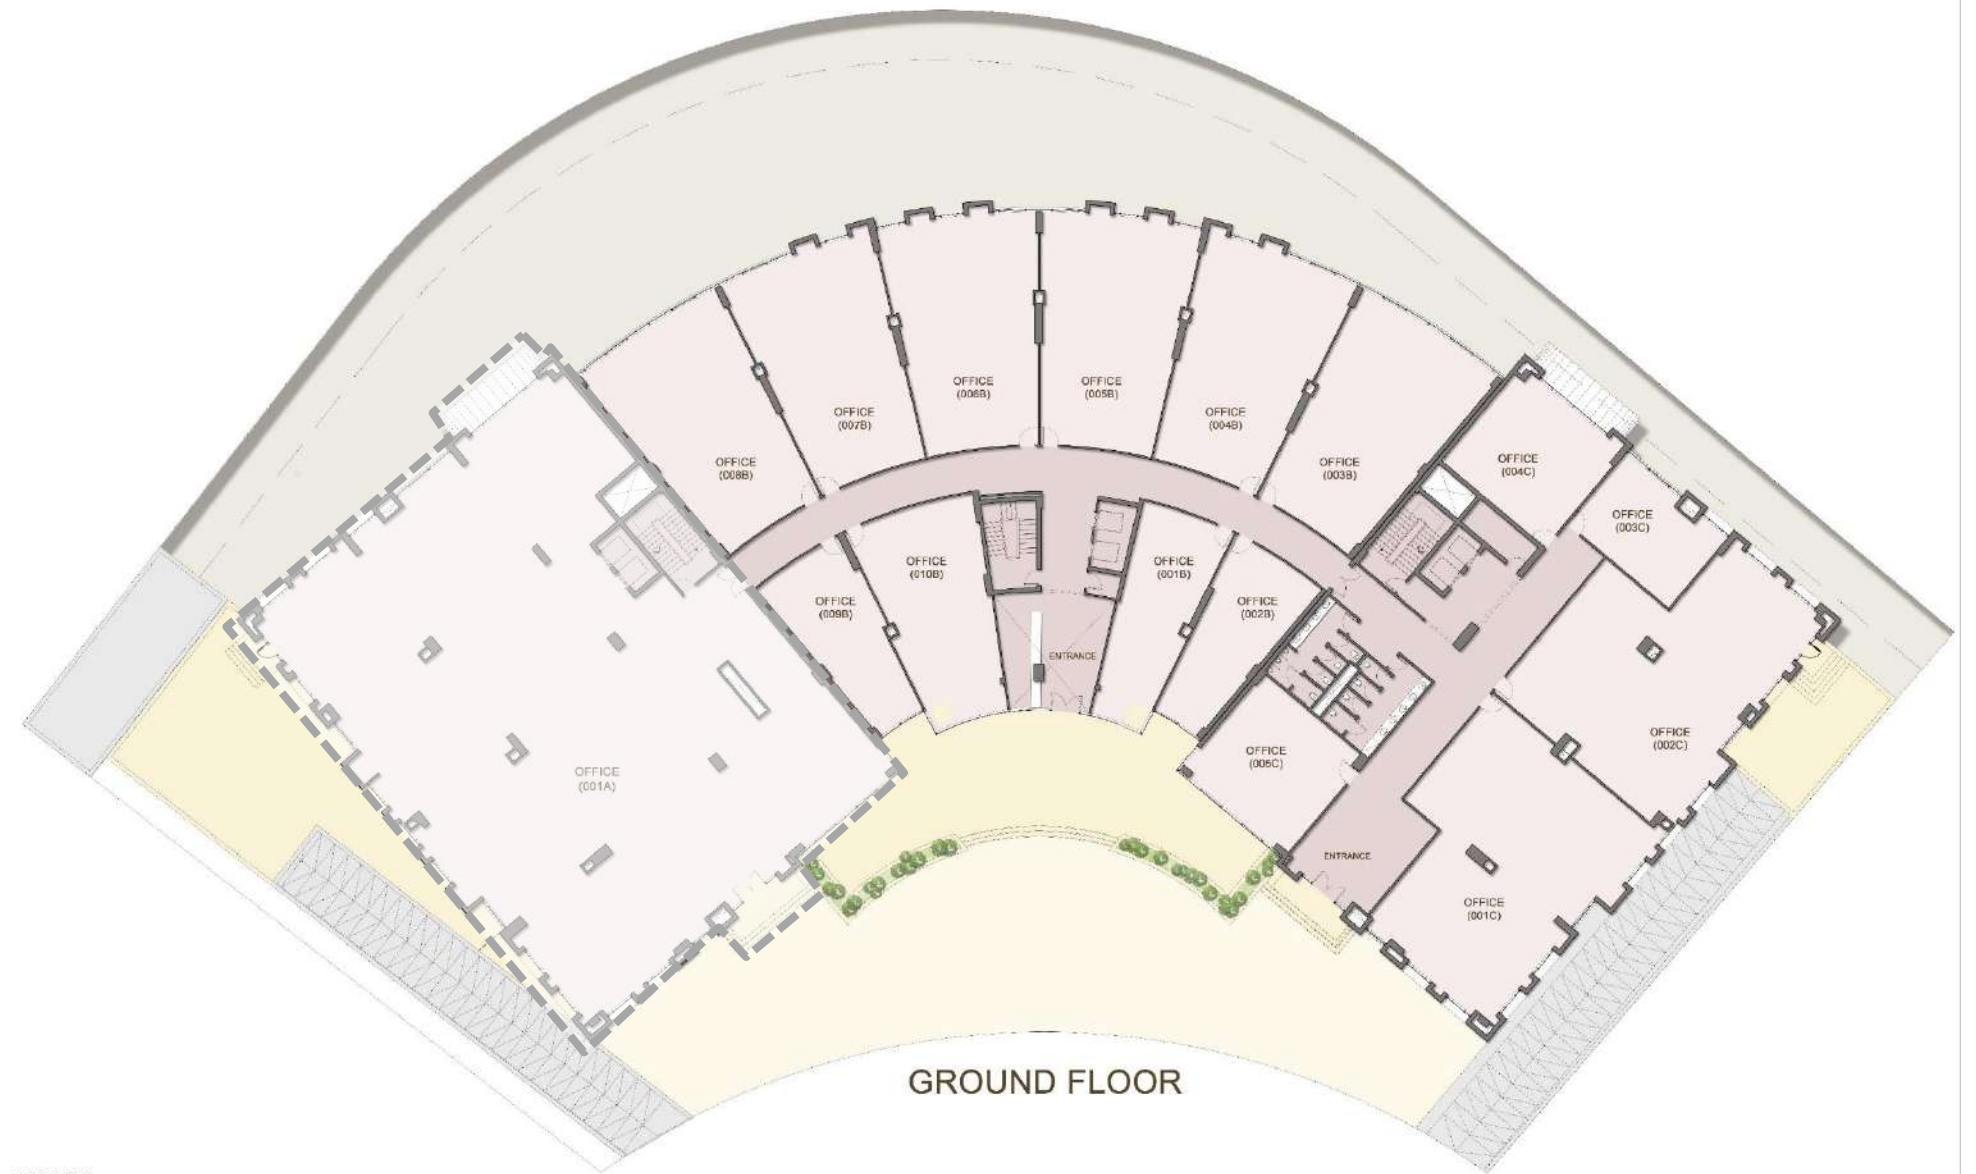 OFFICE
(006B)
OFFICE
(005B)
OFFICE
(007B)
OFFICE
(004B)
OFFICE
(008B)
OFFICE
(003B)
OFFICE
(004C)
OFFICE
(003C)
OFFICE
(010B)
OFFICE
(001B)
OFFICE
(009B)
OFFICE
(002B)
ENTRANCE
OFFICE
(002C)
OFFICE
(005C)
OFFICE
(001A)
ENTRANCE
OFFICE
(001C)
GROUND FLOOR